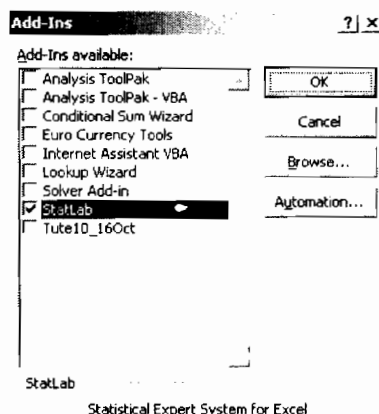 Add-Ins ? ×
Add-Ins available:
Analysis ToolPak
Analysis ToolPak - VBA
Conditional Sum Wizard
Euro Currency Tools
Internet Assistant VBA
Lookup Wizard
Solver Add-in
StatLab
Tute10_16Oct
OK
Cancel
Browse...
Automation...
StatLab
Statistical Expert System for Excel